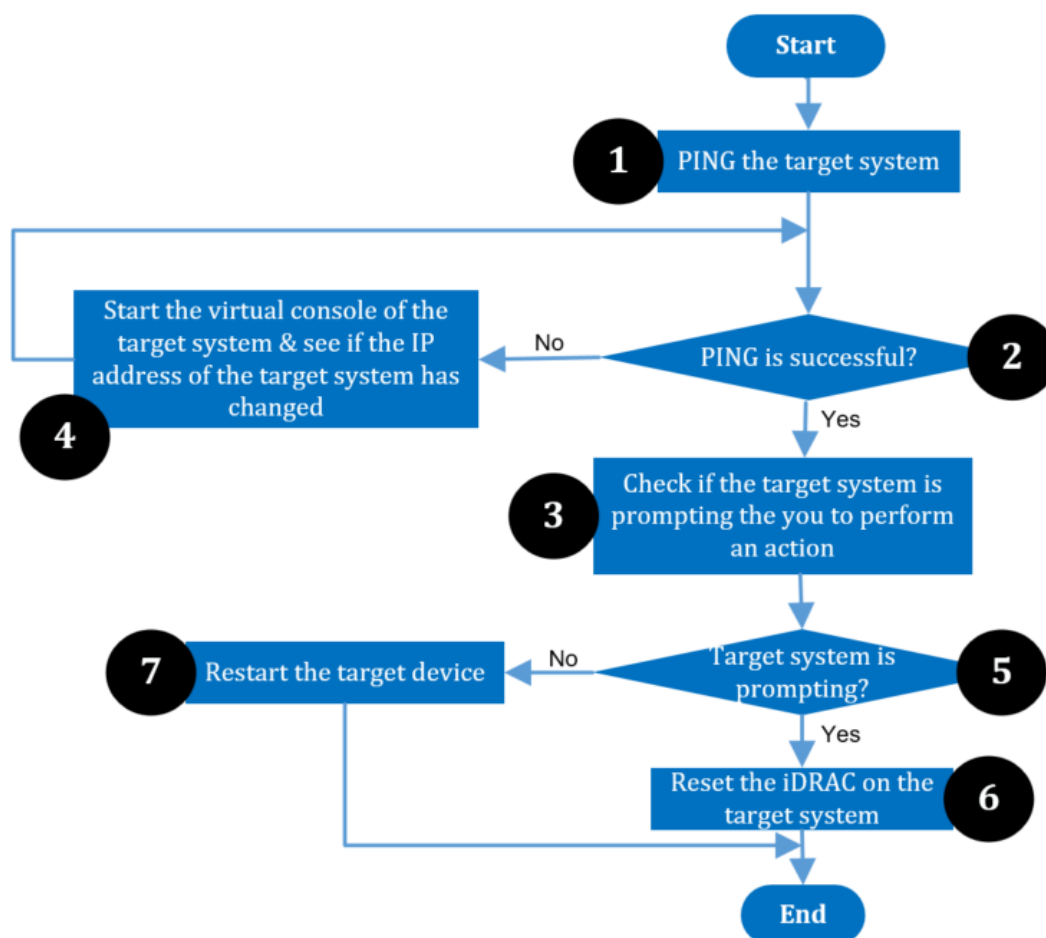 Start
1
PING the target system
Start the virtual console of the
target system & see if the IP
address of the target system has
changed
4
No
PING is successful?
2
Yes
Check if the target system is
prompting the you to perform
an action
3
7
Restart the target device
No
Target system is
prompting?
5
Yes
Reset the iDRAC on the
target system
6
End